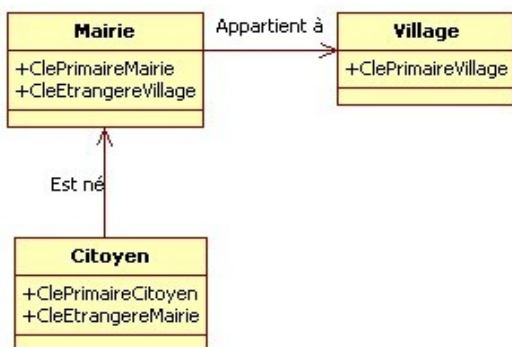 Mairie
+ClePrimaireMairie
+CleEtrangereVillage
Appartient à
Village
+ClePrimaireVillage
Est né
Citoyen
+ClePrimaireCitoyen
+CleEtrangereMairie